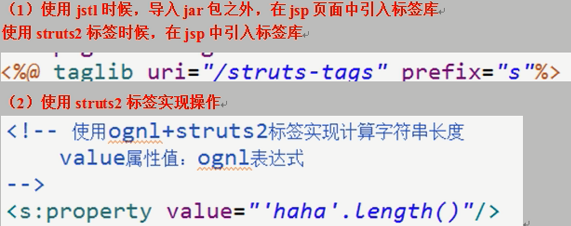 （1）使用 jstl 时候，导入 jar 包之外，在 jsp 页面中引入标签库
使用 struts2 标签时候，在 jsp 中引入标签库
<%@ taglib uri="/struts-tags" prefix="s"%>
（2）使用 struts2 标签实现操作
<!-- 使用ognl+struts2标签实现计算字符串长度
value属性值：ognl表达式
-->
<s:property value="'haha'.length()"/>